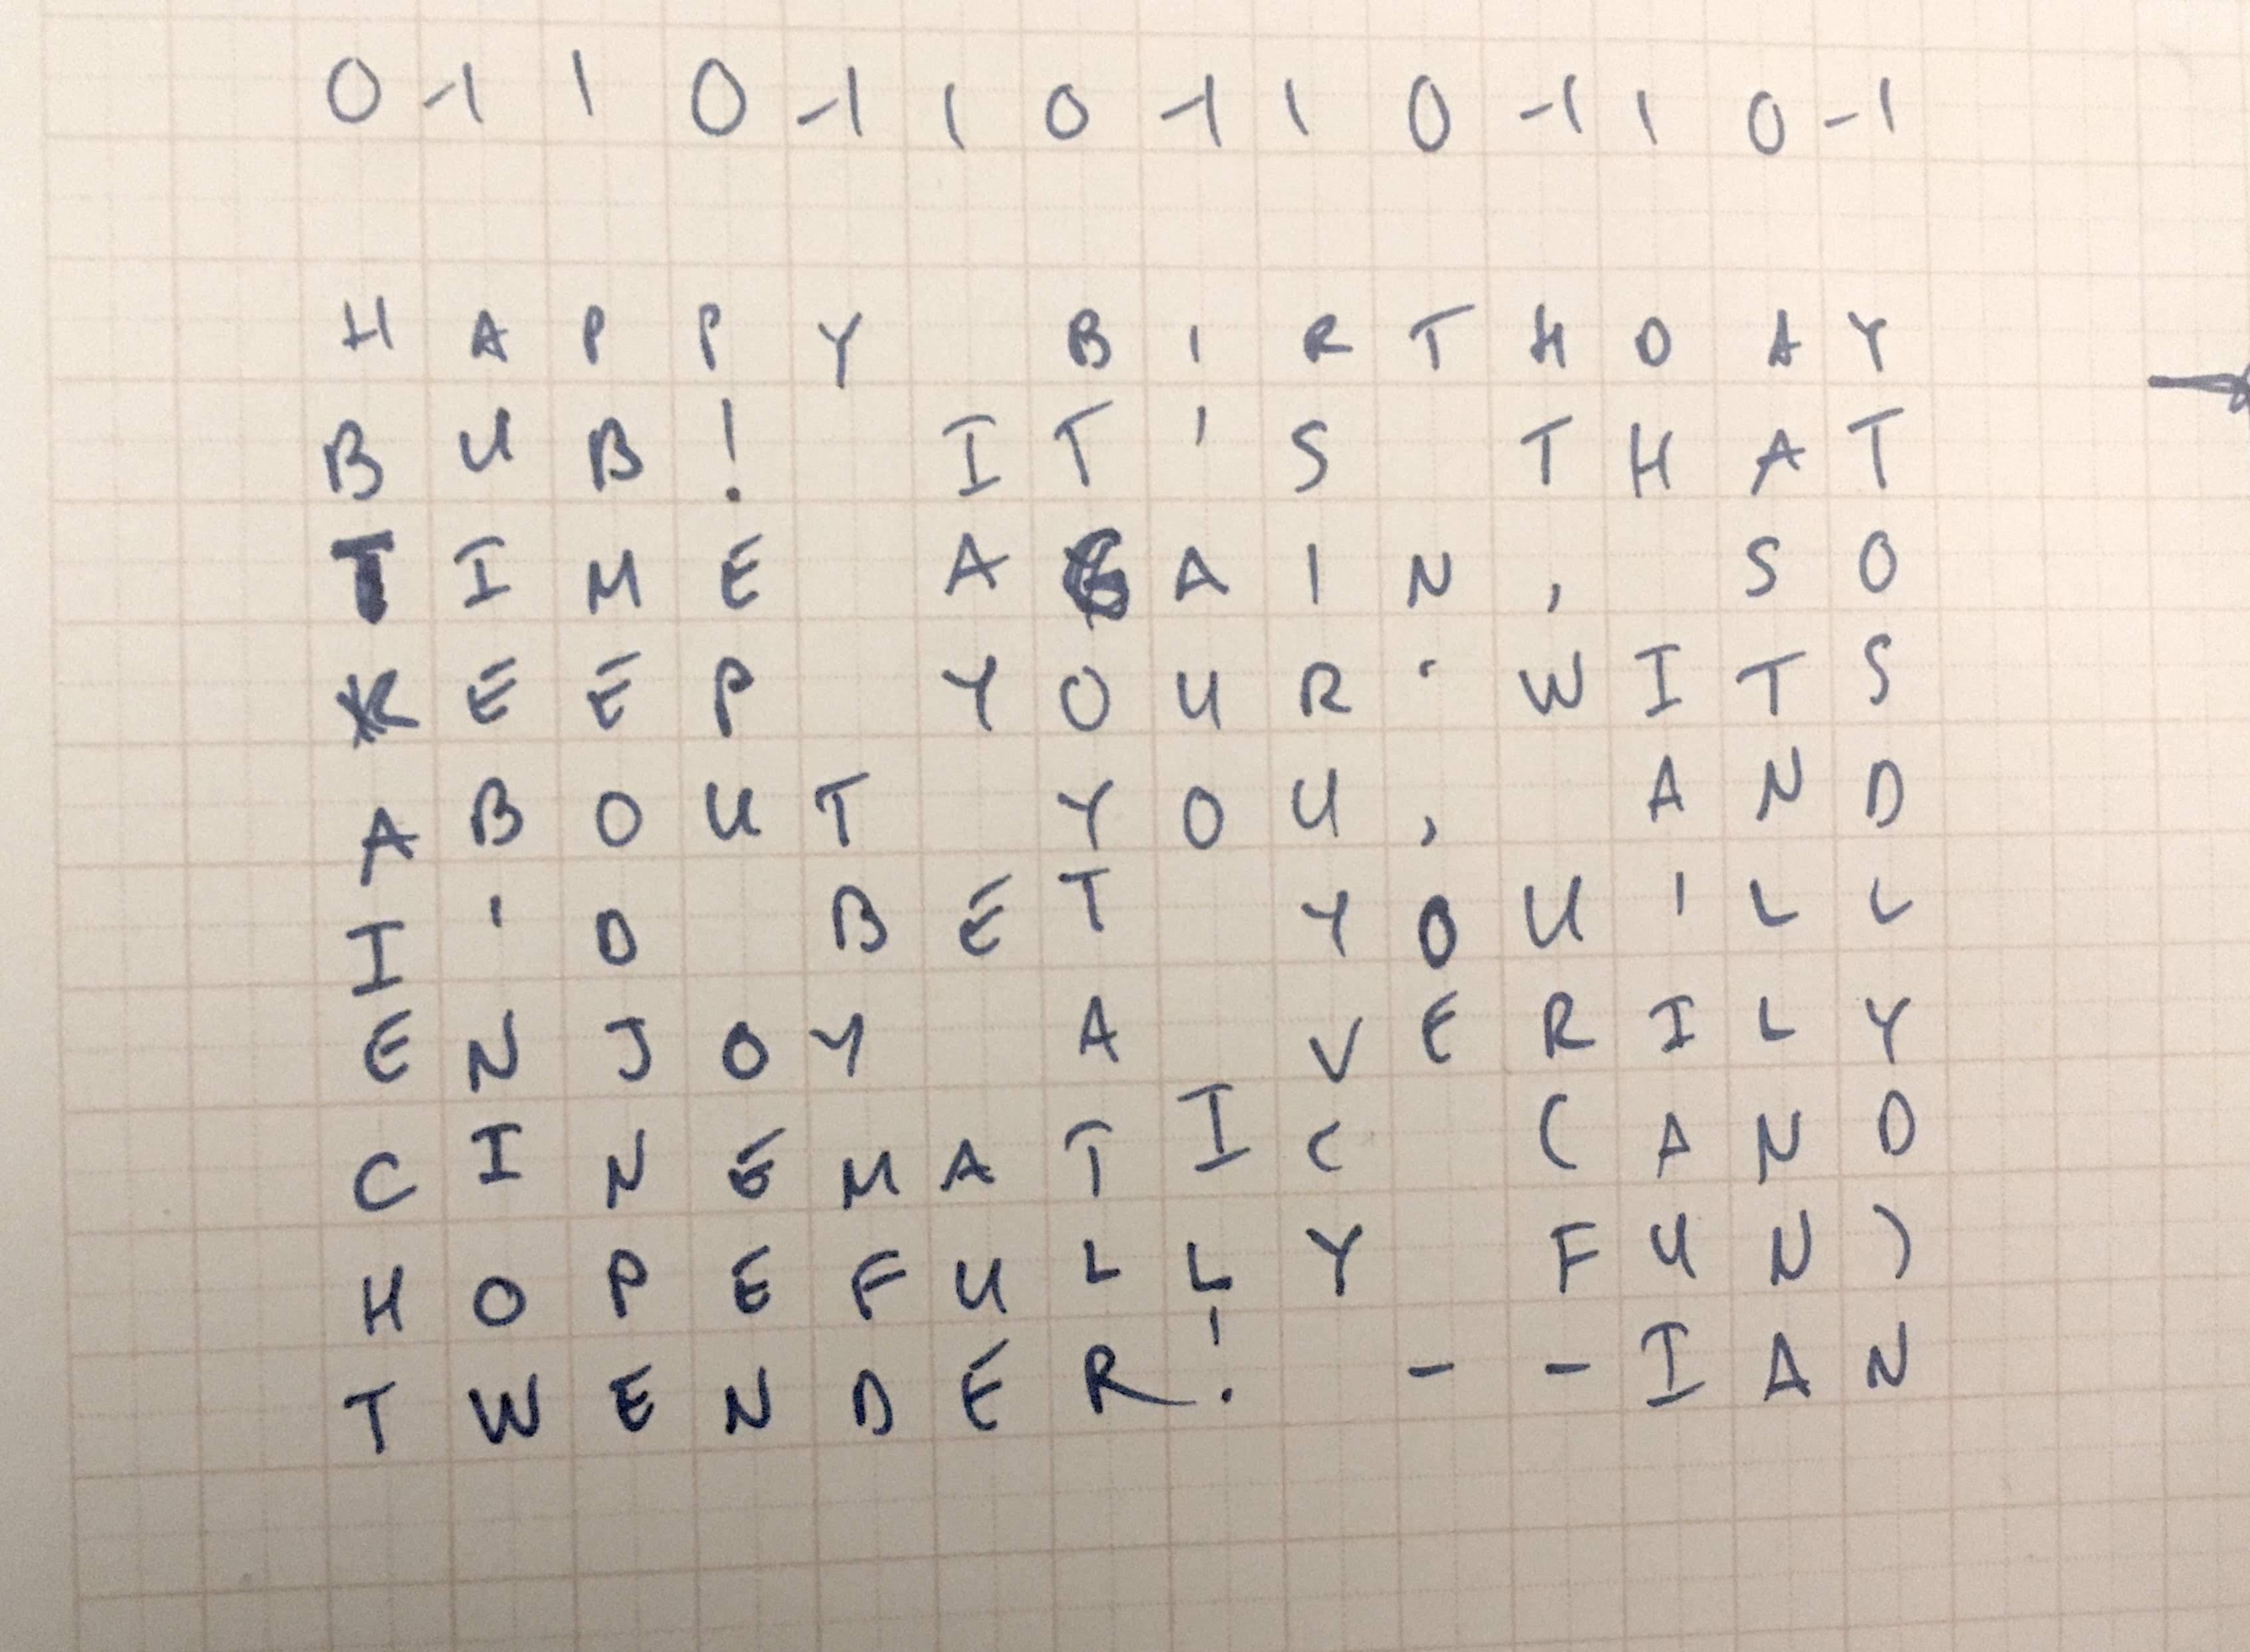 0 -1 1 0 -1 1 0 -1 1 0 -1 1 0 -1
HAPPY BIRTHDAY
BUB! IT'S THAT
TIME AGAIN, SO
KEEP YOUR WITS
ABOUT YOU, AND
I'D BET YOU'LL
ENJOY A VERILY
CINEMATIC (AND
HOPEFULLY FUN)
TWENDER! --IAN